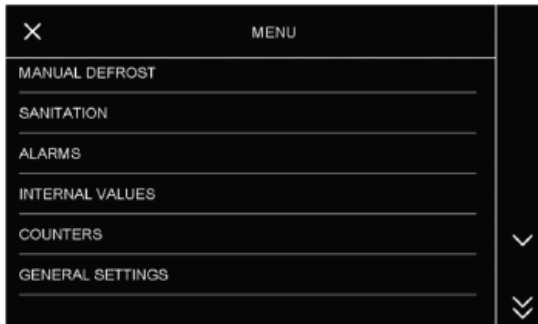 MENU
MANUAL DEFROST
SANITATION
ALARMS
INTERNAL VALUES
COUNTERS
GENERAL SETTINGS